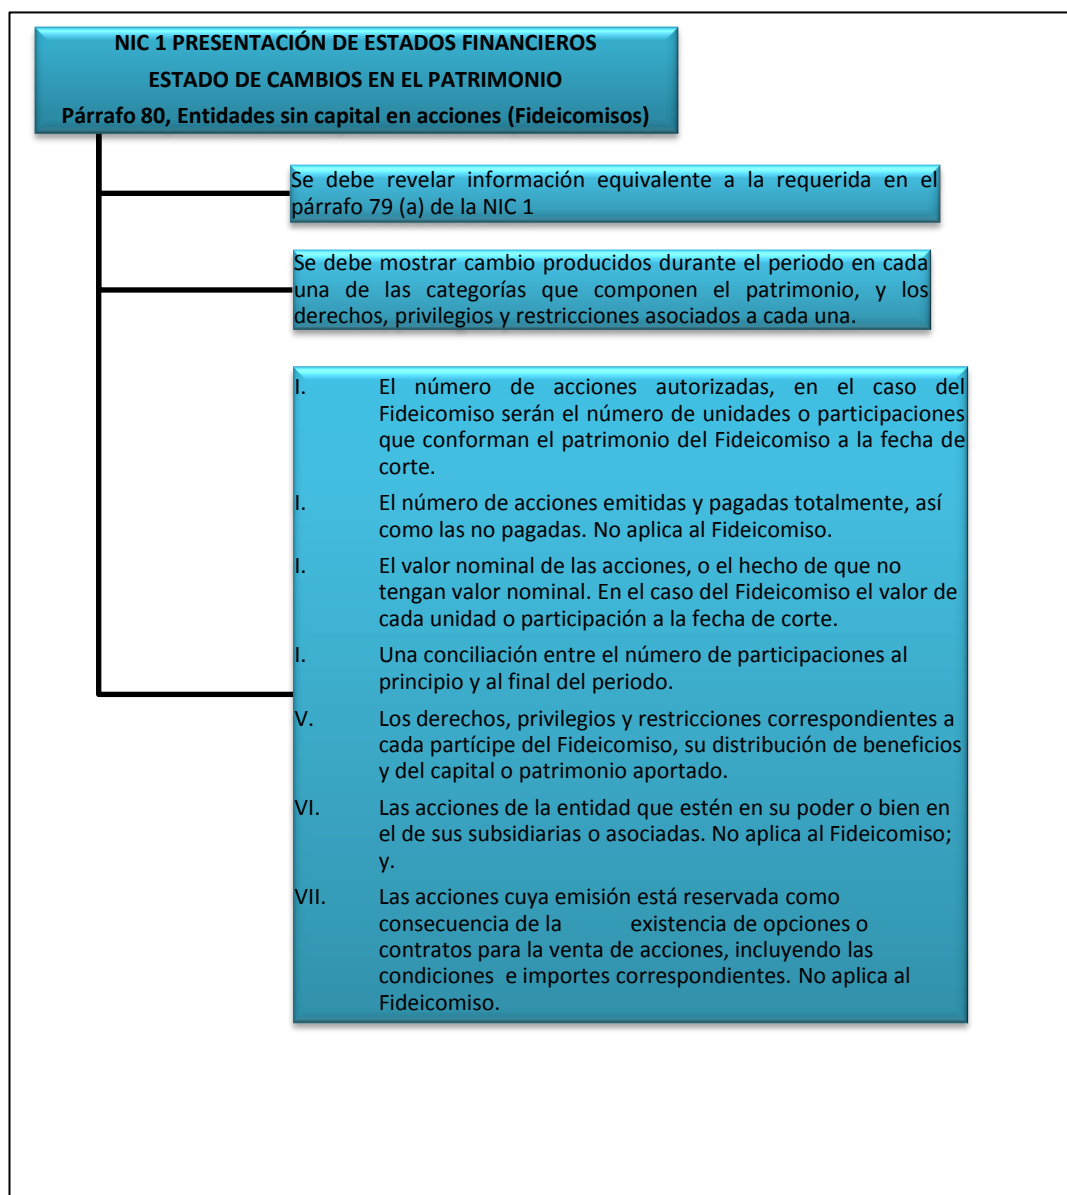 NIC 1 PRESENTACIÓN DE ESTADOS FINANCIEROS
ESTADO DE CAMBIOS EN EL PATRIMONIO
Párrafo 80, Entidades sin capital en acciones (Fideicomisos)
Se debe revelar información equivalente a la requerida en el
párrafo 79 (a) de la NIC 1
Se debe mostrar cambio producidos durante el periodo en cada
una de las categorías que componen el patrimonio, y los
derechos, privilegios y restricciones asociados a cada una.
I. El número de acciones autorizadas, en el caso del
Fideicomiso serán el número de unidades o participaciones
que conforman el patrimonio del Fideicomiso a la fecha de
corte.
I. El número de acciones emitidas y pagadas totalmente, así
como las no pagadas. No aplica al Fideicomiso.
I. El valor nominal de las acciones, o el hecho de que no
tengan valor nominal. En el caso del Fideicomiso el valor de
cada unidad o participación a la fecha de corte.
I. Una conciliación entre el número de participaciones al
principio y al final del periodo.
V. Los derechos, privilegios y restricciones correspondientes a
cada partícipe del Fideicomiso, su distribución de beneficios
y del capital o patrimonio aportado.
VI. Las acciones de la entidad que estén en su poder o bien en
el de sus subsidiarias o asociadas. No aplica al Fideicomiso;
y.
VII. Las acciones cuya emisión está reservada como
consecuencia de la existencia de opciones o
contratos para la venta de acciones, incluyendo las
condiciones e importes correspondientes. No aplica al
Fideicomiso.